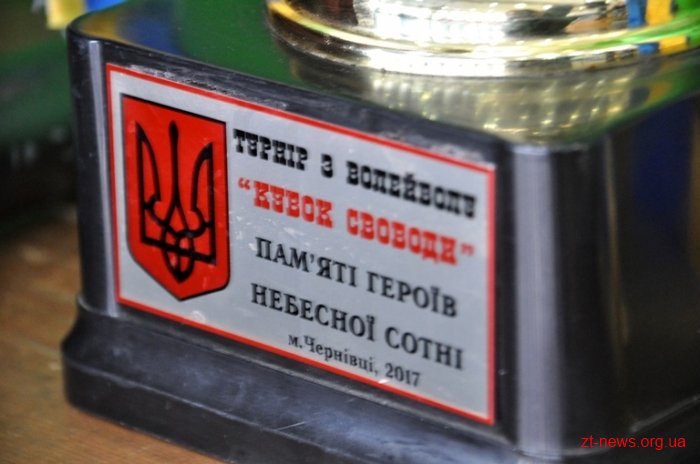 ТУРНІР З ВОЛЕЙБОЛУ
“КУБОК СВОБОДИ”
ПАМ’ЯТІ ГЕРОЇВ
НЕБЕСНОЇ СОТНІ
м.Чернівці, 2017
zt-news.org.ua